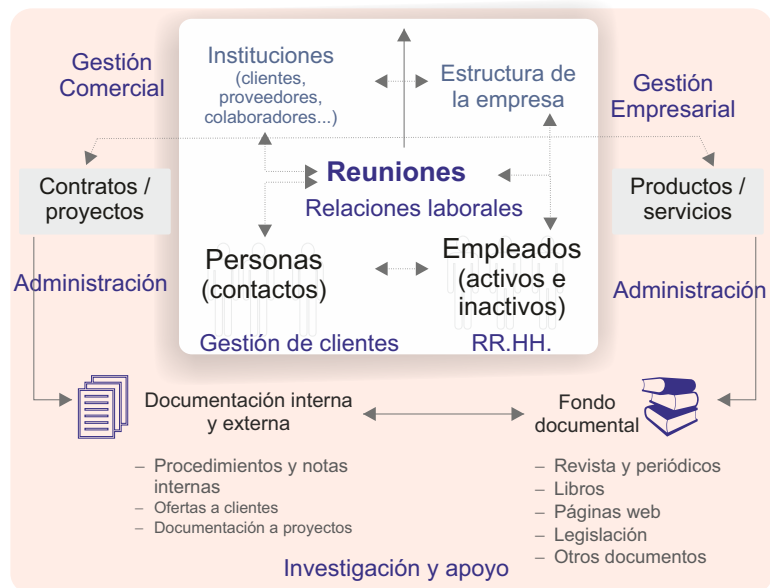 Gestión
Comercial
Instituciones
(clientes,
proveedores,
colaboradores...)
Estructura de
la empresa
Gestión
Empresarial
Contratos /
proyectos
Reuniones
Relaciones laborales
Productos /
servicios
Administración
Personas
(contactos)
Empleados
(activos e
inactivos)
Administración
Gestión de clientes
RR.HH.
Documentación interna
y externa
Fondo
documental
– Procedimientos y notas
internas
– Ofertas a clientes
– Documentación a proyectos
– Revista y periódicos
– Libros
– Páginas web
– Legislación
– Otros documentos
Investigación y apoyo